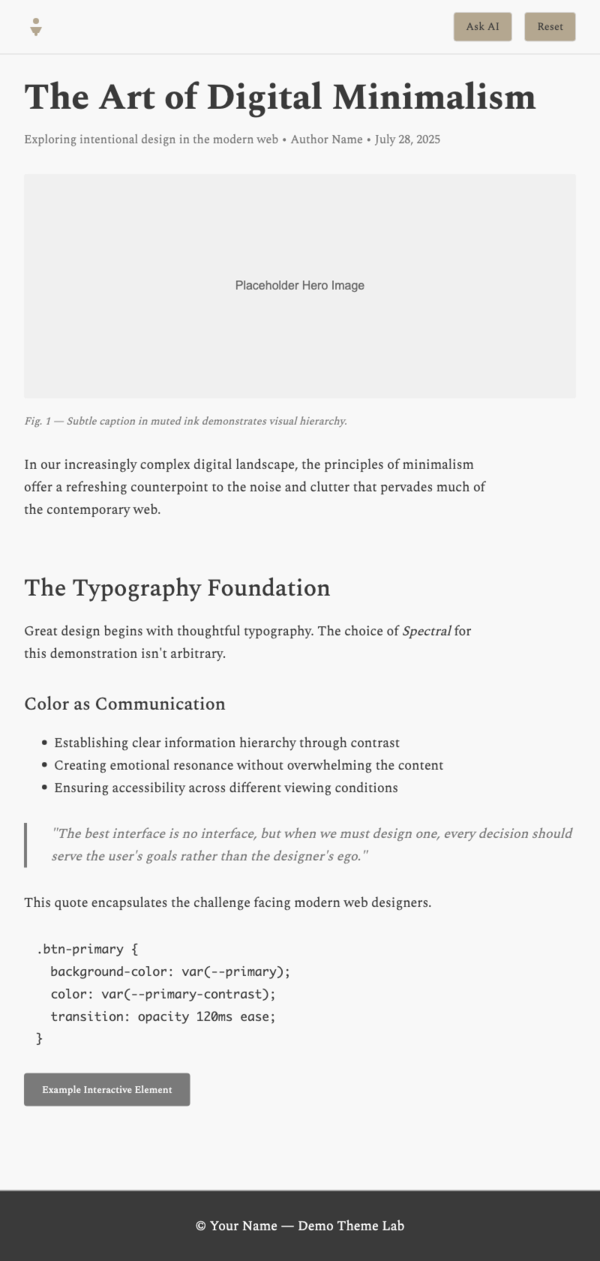 Ask AI
Reset
The Art of Digital Minimalism
Exploring intentional design in the modern web • Author Name • July 28, 2025
Placeholder Hero Image
Fig. 1 — Subtle caption in muted ink demonstrates visual hierarchy.
In our increasingly complex digital landscape, the principles of minimalism
offer a refreshing counterpoint to the noise and clutter that pervades much of
the contemporary web.
The Typography Foundation
Great design begins with thoughtful typography. The choice of Spectral for
this demonstration isn't arbitrary.
Color as Communication
• Establishing clear information hierarchy through contrast
• Creating emotional resonance without overwhelming the content
• Ensuring accessibility across different viewing conditions
"The best interface is no interface, but when we must design one, every decision should
serve the user's goals rather than the designer's ego."
This quote encapsulates the challenge facing modern web designers.
.btn-primary {
  background-color: var(--primary);
  color: var(--primary-contrast);
  transition: opacity 120ms ease;
}
Example Interactive Element
© Your Name — Demo Theme Lab